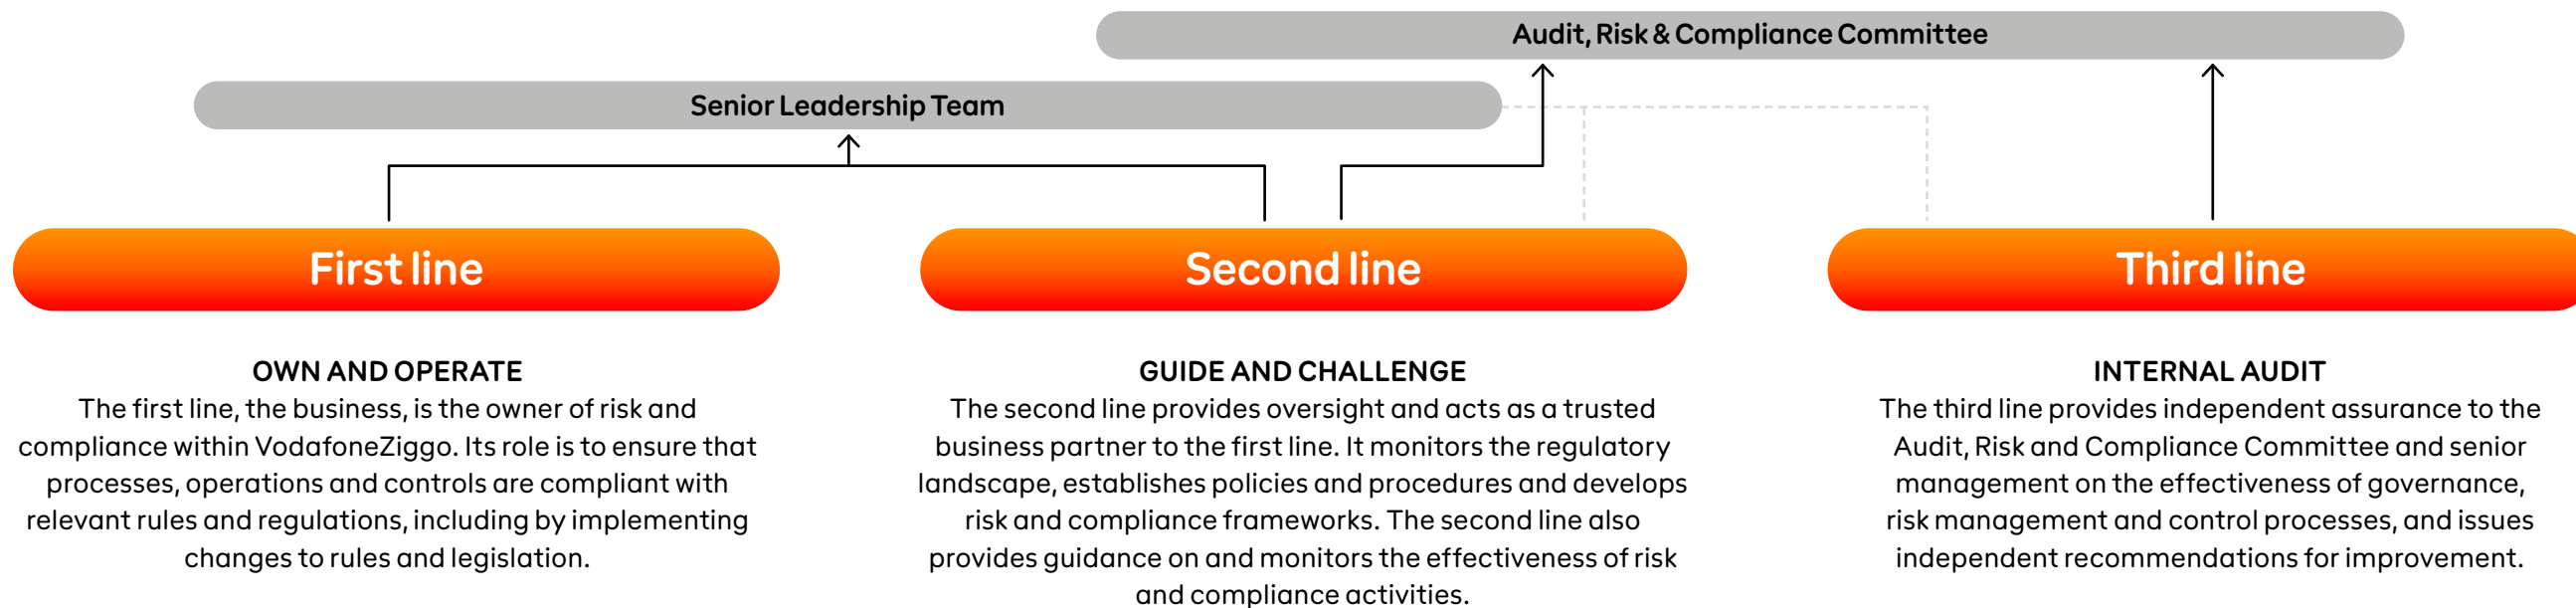 Audit, Risk & Compliance Committee
Senior Leadership Team
First line
OWN AND OPERATE
The first line, the business, is the owner of risk and
compliance within VodafoneZiggo. Its role is to ensure that
processes, operations and controls are compliant with
relevant rules and regulations, including by implementing
changes to rules and legislation.
Second line
GUIDE AND CHALLENGE
The second line provides oversight and acts as a trusted
business partner to the first line. It monitors the regulatory
landscape, establishes policies and procedures and develops
risk and compliance frameworks. The second line also
provides guidance on and monitors the effectiveness of risk
and compliance activities.
Third line
INTERNAL AUDIT
The third line provides independent assurance to the
Audit, Risk and Compliance Committee and senior
management on the effectiveness of governance,
risk management and control processes, and issues
independent recommendations for improvement.